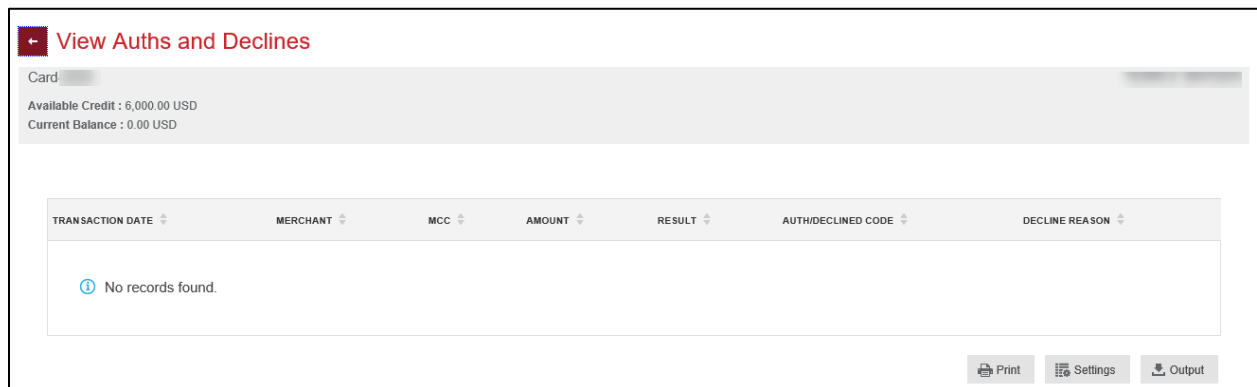 View Auths and Declines
Card
Available Credit : 6,000.00 USD
Current Balance : 0.00 USD
TRANSACTION DATE MERCHANT MCC AMOUNT RESULT AUTH/DECLINED CODE DECLINE REASON
No records found.
Print Settings Output